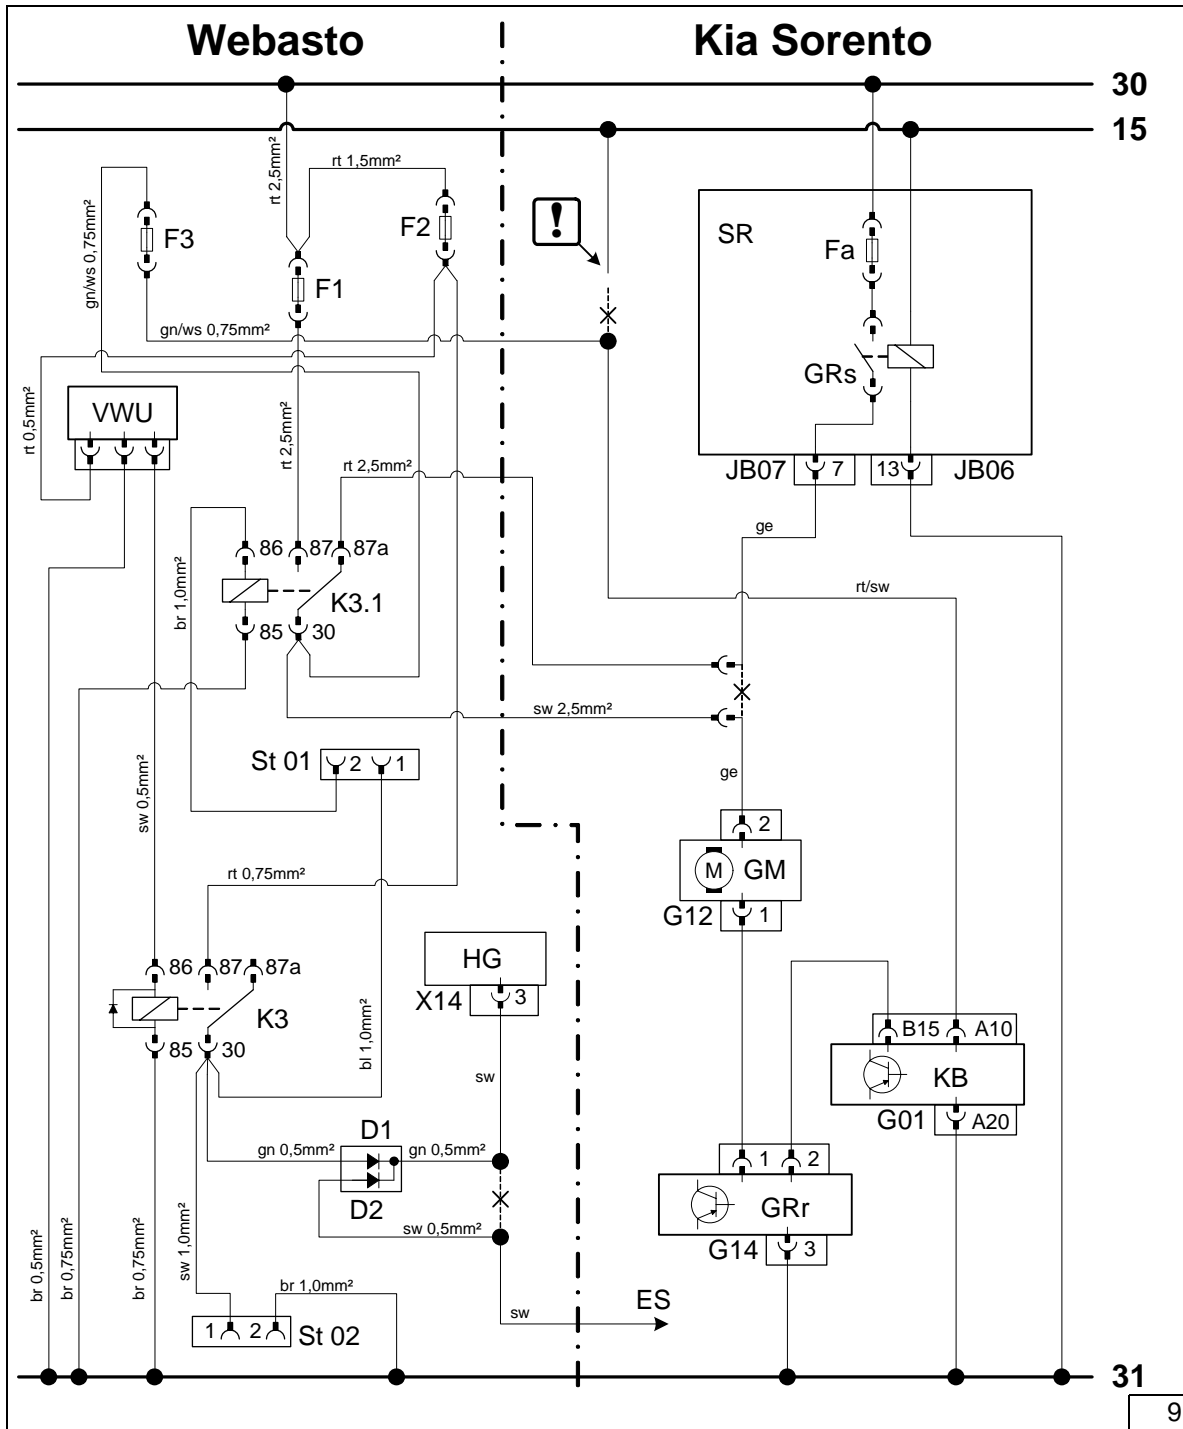 Webasto
Kia Sorento
30
15
rt 2,5mm²
rt 1,5mm²
gn/ws 0,75mm²
F3
F2
F1
!
SR
Fa
gn/ws 0,75mm²
GRs
VWU
rt 0,5mm²
rt 2,5mm²
rt 2,5mm²
JB07
7
13
JB06
ge
86
87
87a
br 1,0mm²
K3.1
rt/sw
85
30
sw 2,5mm²
St 01
2
1
ge
sw 0,5mm²
2
M
GM
rt 0,75mm²
G12
1
HG
86
87
87a
X14
3
K3
B15
A10
85
30
bl 1,0mm²
KB
sw
G01
A20
D1
gn 0,5mm²
gn 0,5mm²
1
2
D2
GRr
sw 0,5mm²
G14
3
br 0,5mm²
br 0,75mm²
br 0,75mm²
sw 1,0mm²
br 1,0mm²
ES
sw
1
2
St 02
31
9